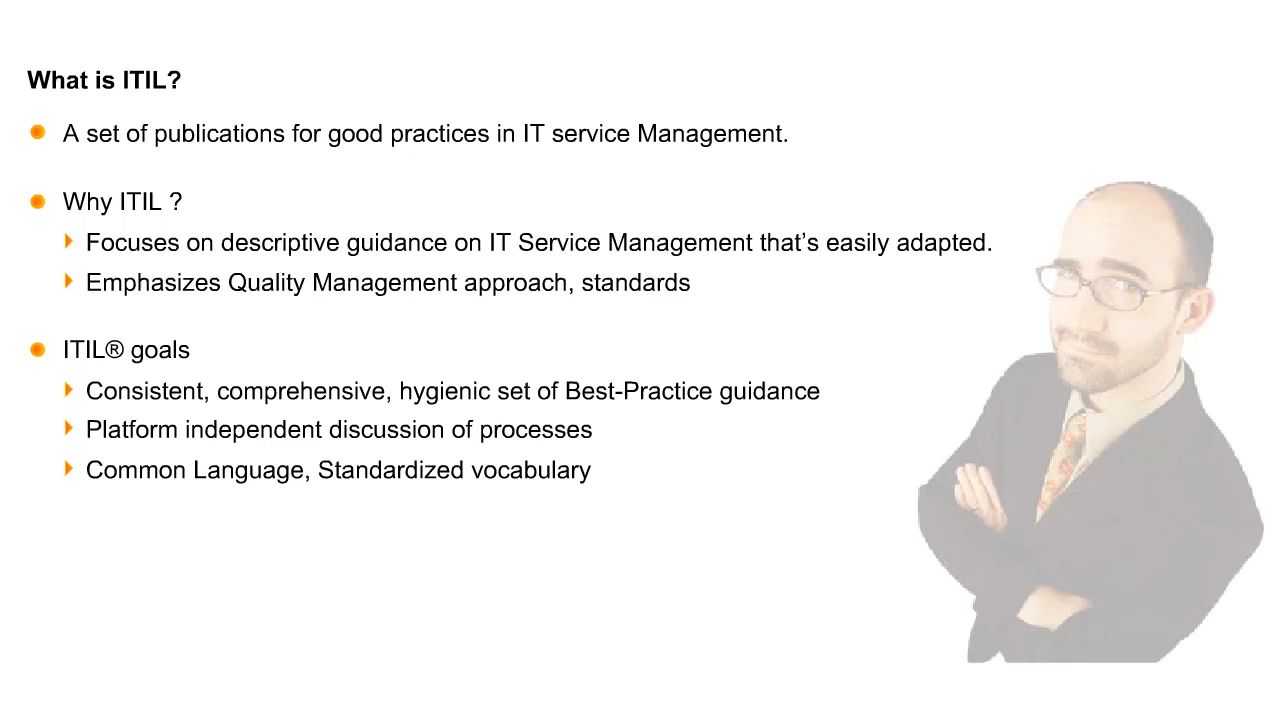 What is ITIL?
A set of publications for good practices in IT service Management.
Why ITIL ?
Focuses on descriptive guidance on IT Service Management that’s easily adapted.
Emphasizes Quality Management approach, standards
ITIL® goals
Consistent, comprehensive, hygienic set of Best-Practice guidance
Platform independent discussion of processes
Common Language, Standardized vocabulary